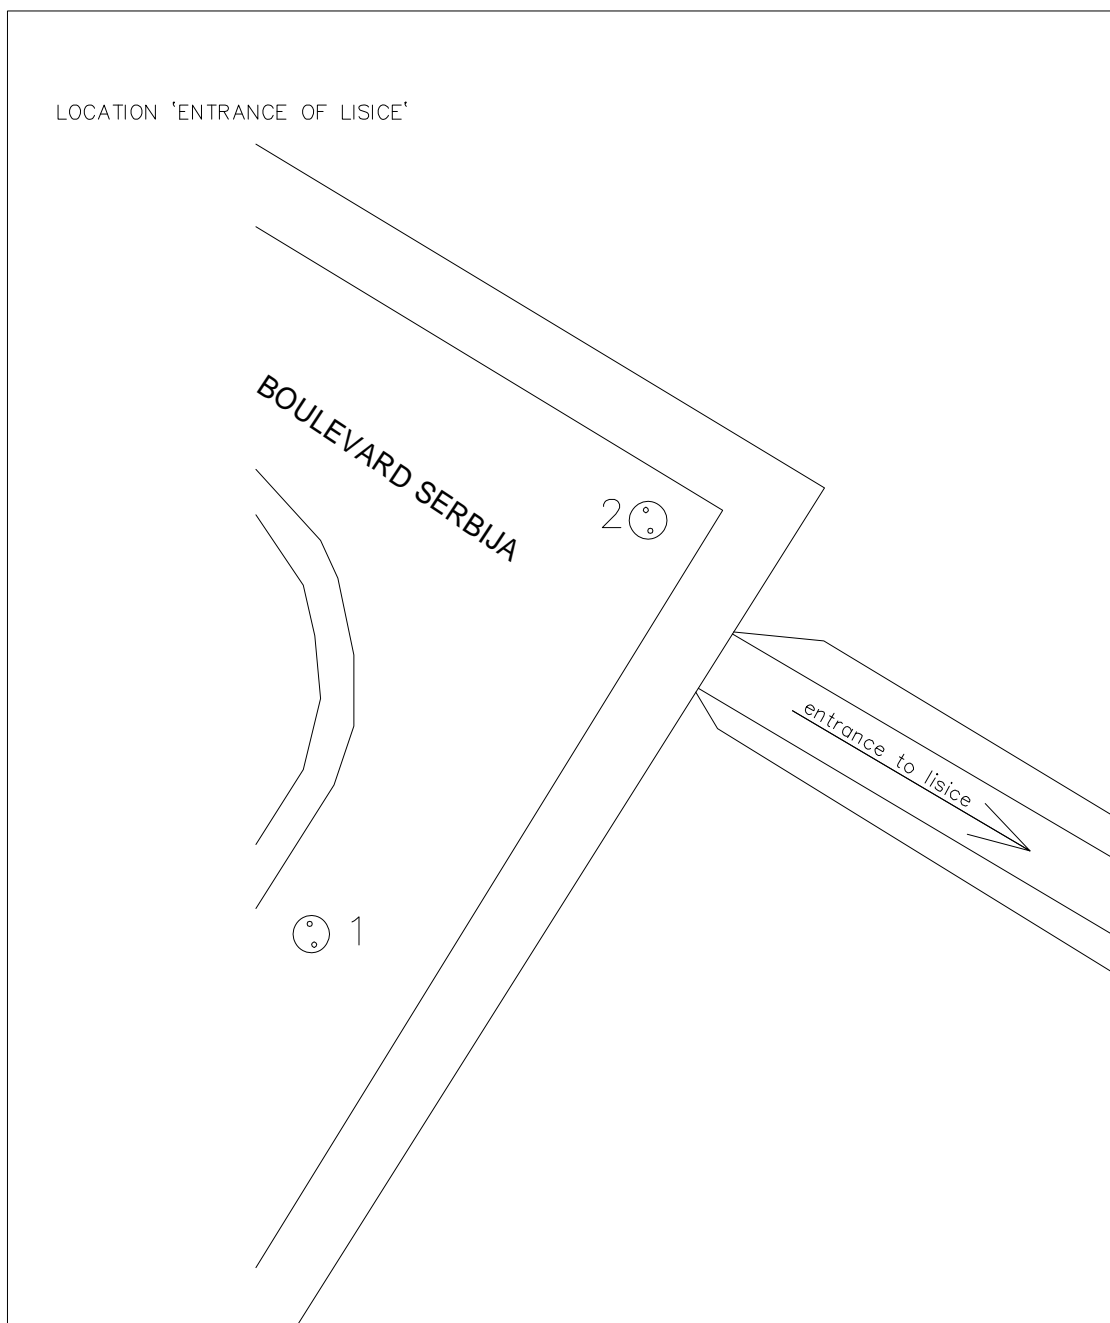 LOCATION 'ENTRANCE OF LISICE'
BOULEVARD SERBIJA
2
entrance to lisice
1